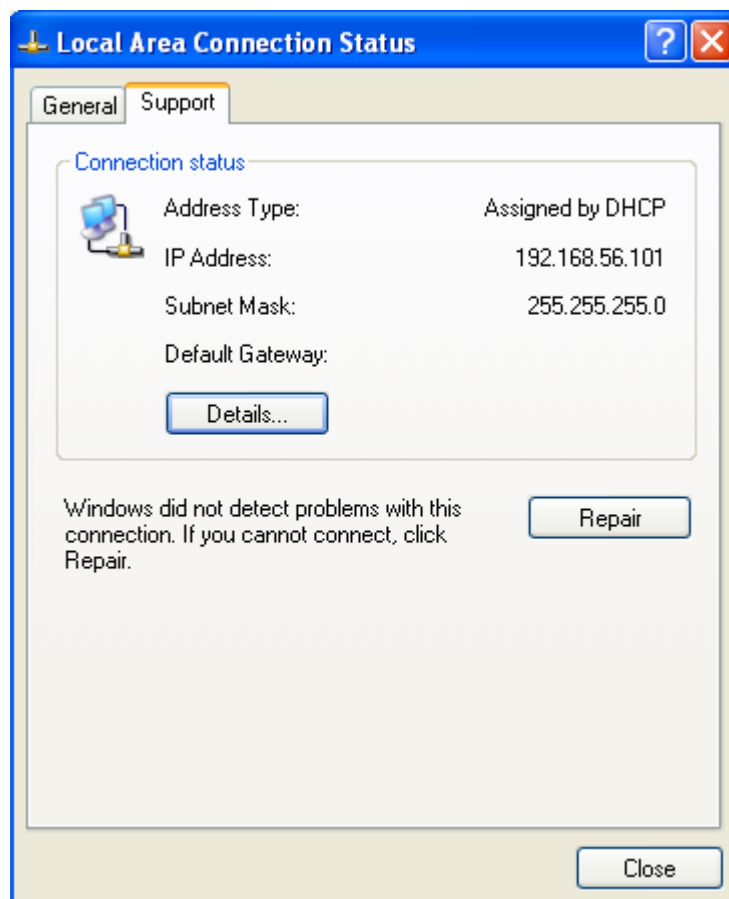 Local Area Connection Status
General
Support
Connection status
Address Type: Assigned by DHCP
IP Address: 192.168.56.101
Subnet Mask: 255.255.255.0
Default Gateway:
Details...
Windows did not detect problems with this
connection. If you cannot connect, click
Repair.
Repair
Close